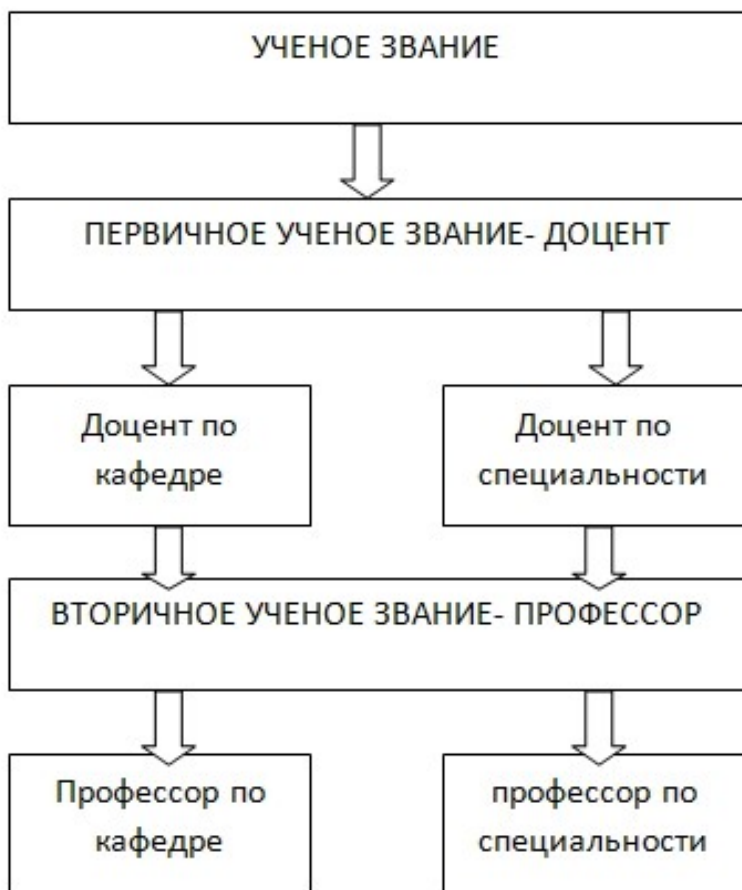 УЧЕНОЕ ЗВАНИЕ
ПЕРВИЧНОЕ УЧЕНОЕ ЗВАНИЕ- ДОЦЕНТ
Доцент по
кафедре
Доцент по
специальности
ВТОРИЧНОЕ УЧЕНОЕ ЗВАНИЕ- ПРОФЕССОР
Профессор по
кафедре
профессор по
специальности